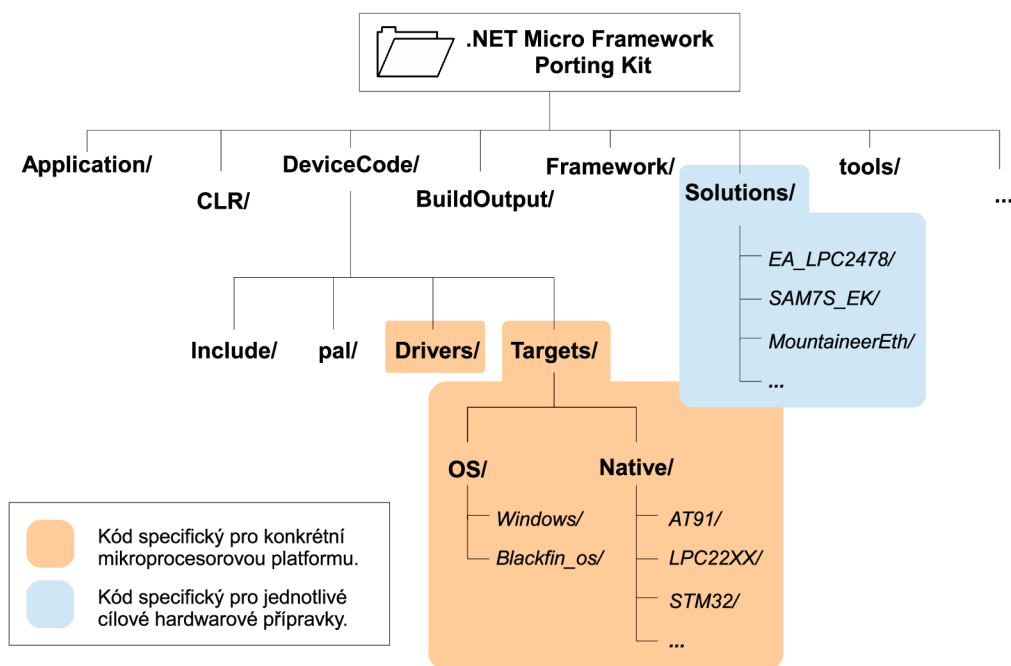 .NET Micro Framework
Porting Kit
Application/
DeviceCode/
Framework/
tools/
CLR/
BuildOutput/
Solutions/
...
EA_LPC2478/
SAM7S_EK/
MountaineerEth/
...
Include/
pal/
Drivers/
Targets/
OS/
Native/
Windows/
Blackfin_os/
AT91/
LPC22XX/
STM32/
...
Kód specifický pro konkrétní
mikroprocesorovou platformu.
Kód specifický pro jednotlivé
cílové hardwarové přípravky.